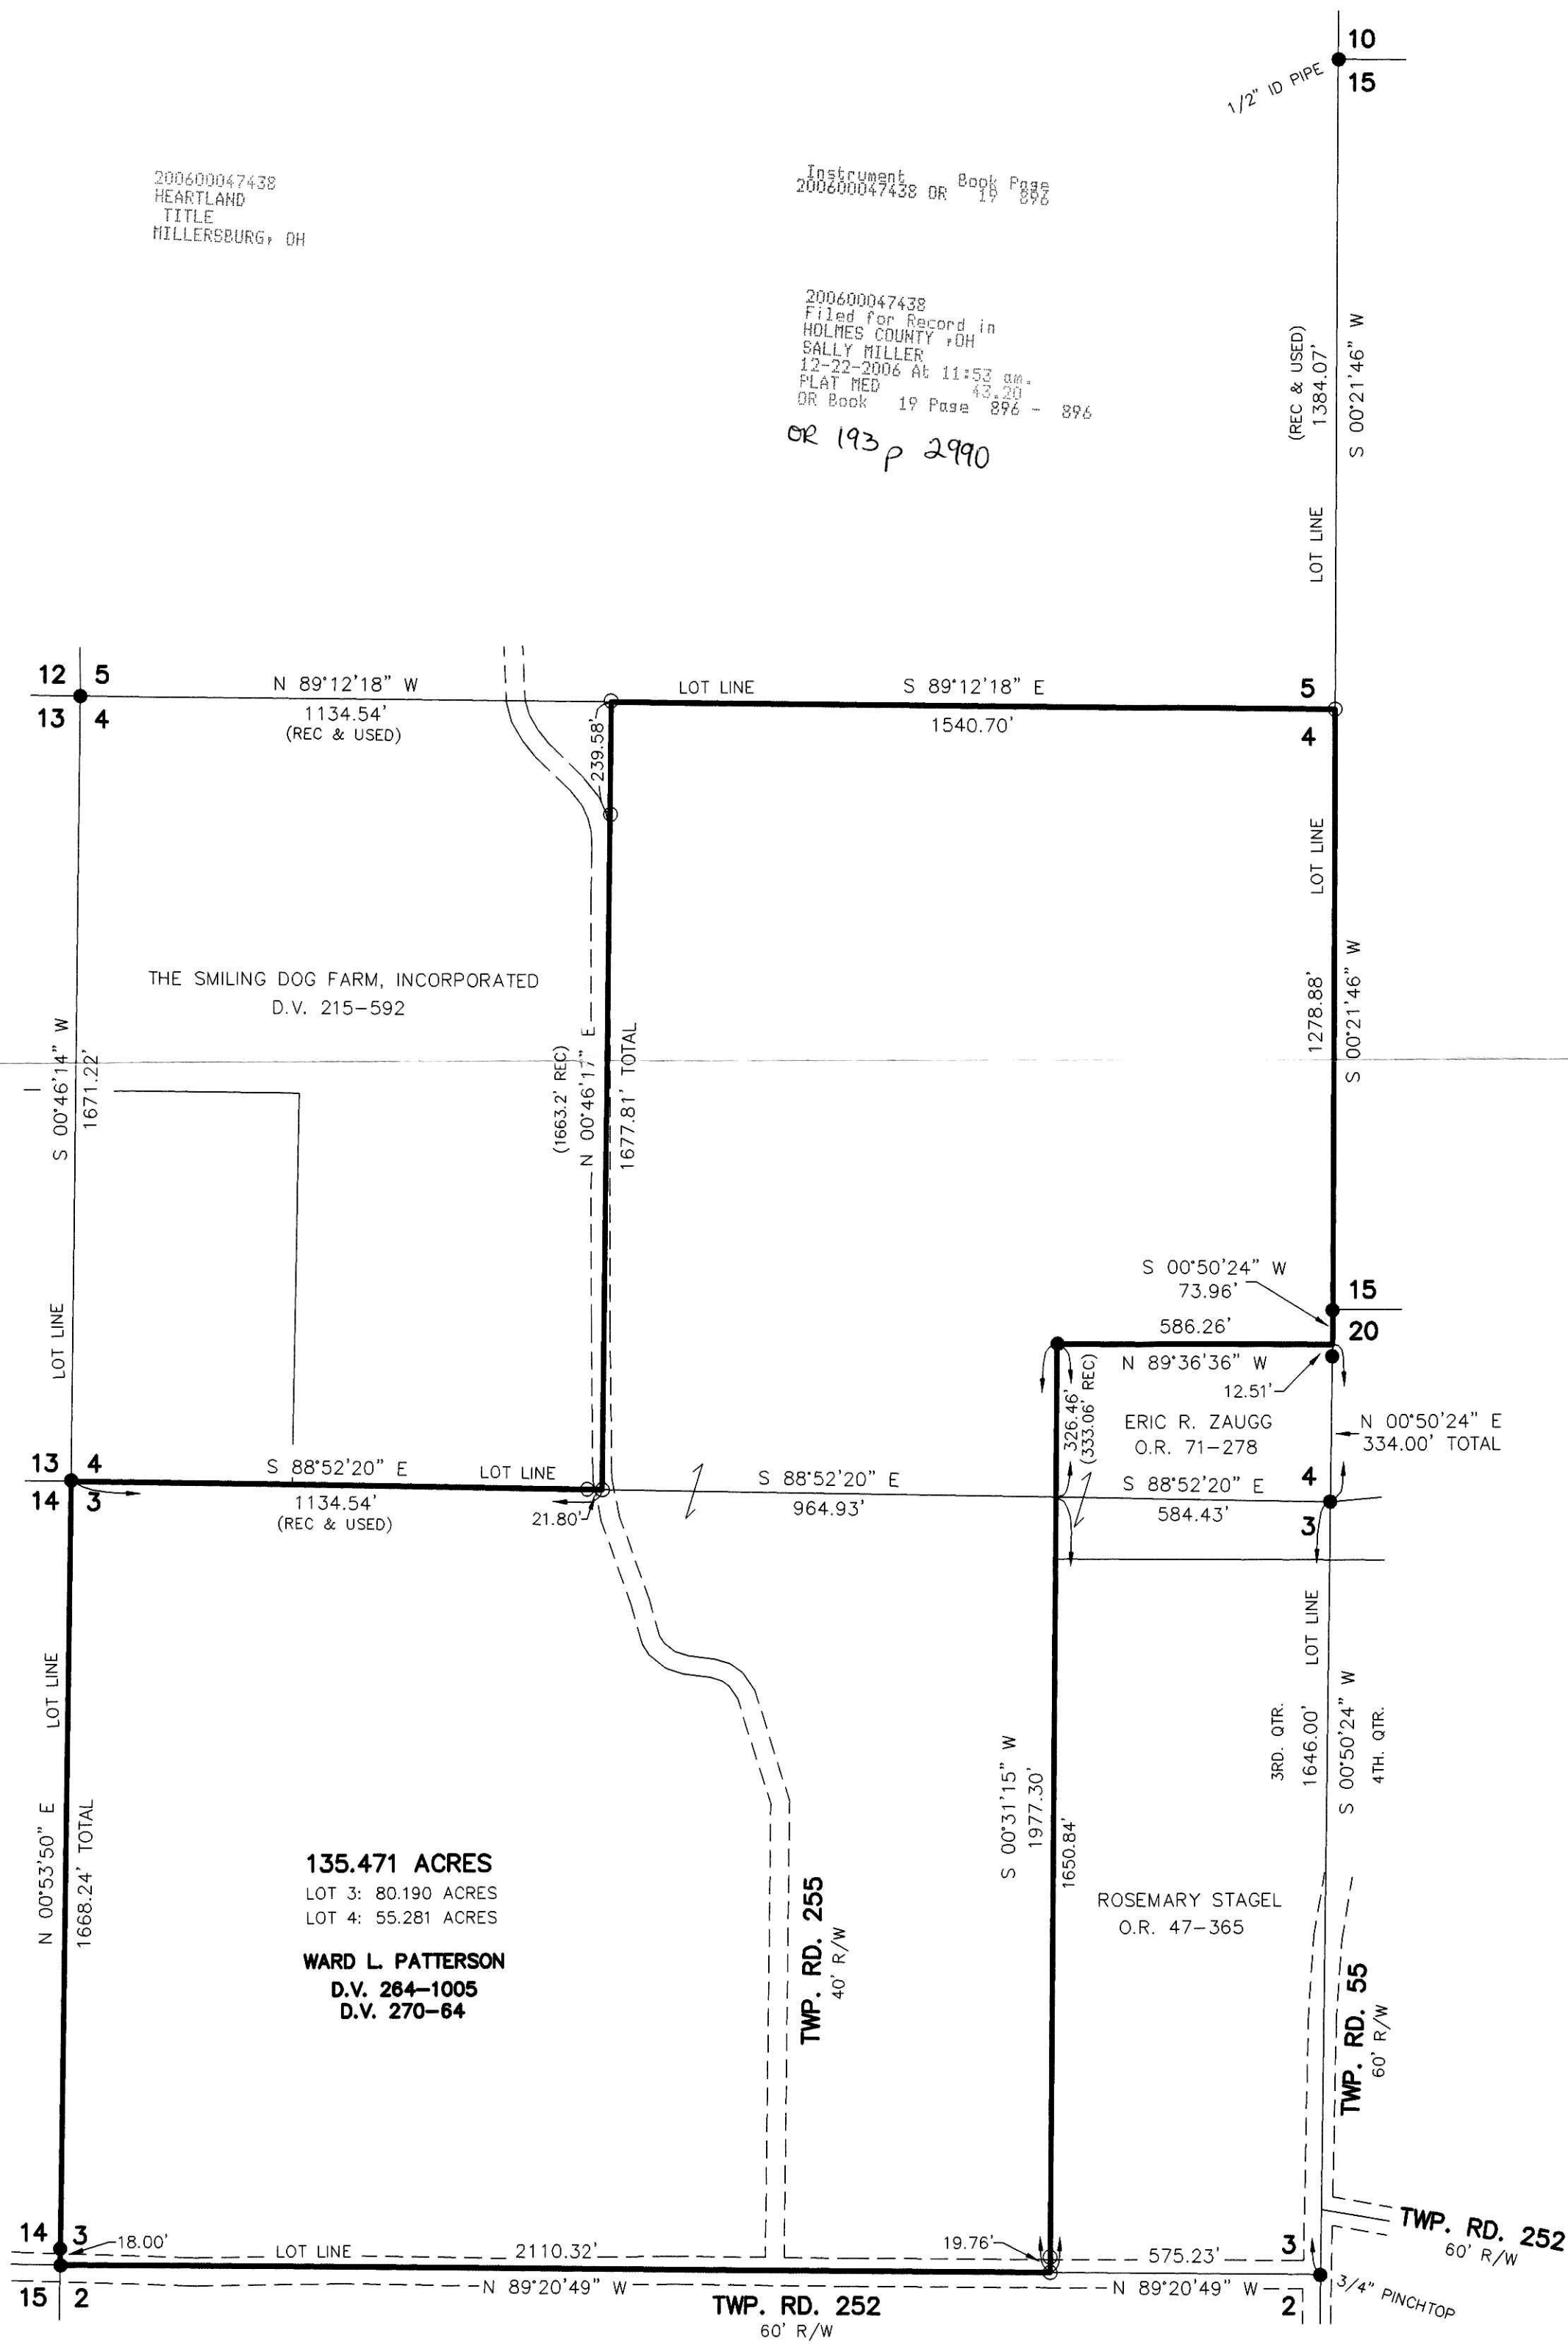 10
15
1/2" ID PIPE
200600047438
HEARTLAND
TITLE
MILLERSBURG, OH
Instrument Book Page
200600047438 OR 19 896
200600047438
Filed for Record in
HOLMES COUNTY ,OH
SALLY MILLER
12-22-2006 At 11:53 am.
PLAT MED 43.20
OR Book 19 Page 896 - 896
OR 193 p 2990
(REC & USED)
1384.07'
S 00°21'46" W
LOT LINE
12 5
13 4
N 89°12'18" W
1134.54'
(REC & USED)
LOT LINE
S 89°12'18" E
1540.70'
5
4
239.58'
LOT LINE
1278.88'
S 00°21'46" W
THE SMILING DOG FARM, INCORPORATED
D.V. 215-592
S 00°46'14" W
1671.22'
LOT LINE
(1663.2' REC)
N 00°46'17" E
1677.81' TOTAL
S 00°50'24" W
73.96'
15
20
586.26'
N 89°36'36" W
12.51'
326.46'
(333.06' REC)
ERIC R. ZAUGG
O.R. 71-278
N 00°50'24" E
334.00' TOTAL
13 4
14 3
S 88°52'20" E
LOT LINE
1134.54'
(REC & USED)
21.80'
S 88°52'20" E
964.93'
S 88°52'20" E
584.43'
4
3
LOT LINE
N 00°53'50" E
1668.24' TOTAL
135.471 ACRES
LOT 3: 80.190 ACRES
LOT 4: 55.281 ACRES
WARD L. PATTERSON
D.V. 264-1005
D.V. 270-64
TWP. RD. 255
40' R/W
S 00°31'15" W
1977.30'
1650.84'
LOT LINE
3RD. QTR.
1646.00'
S 00°50'24" W
4TH. QTR.
ROSEMARY STAGEL
O.R. 47-365
TWP. RD. 55
60' R/W
TWP. RD. 252
60' R/W
14 3
18.00'
LOT LINE
2110.32'
19.76'
575.23'
3
15 2
N 89°20'49" W
N 89°20'49" W
2
3/4" PINCHTOP
TWP. RD. 252
60' R/W